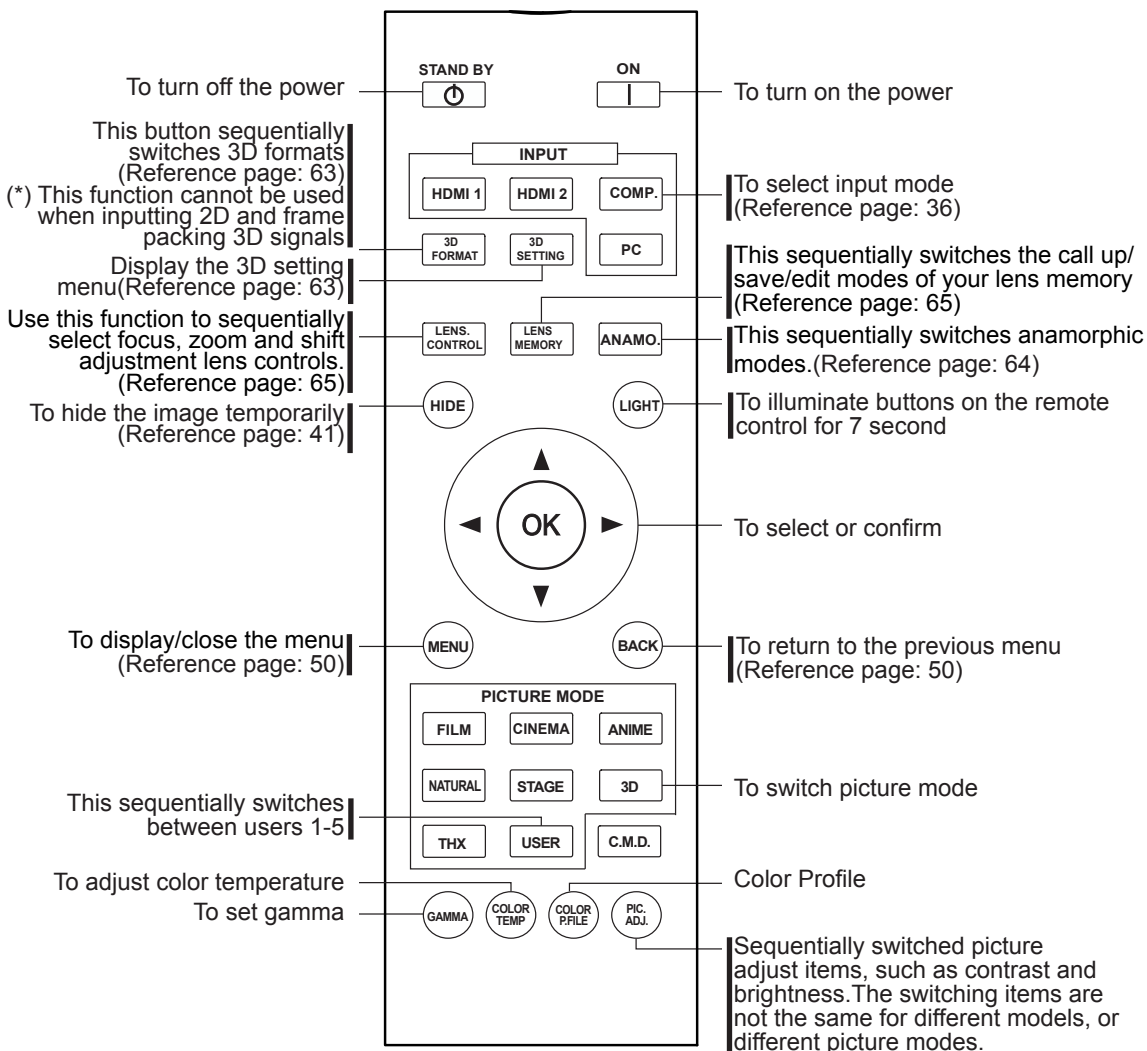 STAND BY
ON
To turn off the power
To turn on the power
This button sequentially
switches 3D formats
(Reference page: 63)
(*) This function cannot be used
when inputting 2D and frame
packing 3D signals
INPUT
HDMI 1
HDMI 2
COMP.
To select input mode
(Reference page: 36)
3D
FORMAT
3D
SETTING
PC
Display the 3D setting
menu(Reference page: 63)
This sequentially switches the call up/
save/edit modes of your lens memory
(Reference page: 65)
Use this function to sequentially
select focus, zoom and shift
adjustment lens controls.
(Reference page: 65)
LENS.
CONTROL
LENS
MEMORY
ANAMO.
This sequentially switches anamorphic
modes.(Reference page: 64)
To hide the image temporarily
(Reference page: 41)
HIDE
LIGHT
To illuminate buttons on the remote
control for 7 second
OK
To select or confirm
To display/close the menu
(Reference page: 50)
MENU
BACK
To return to the previous menu
(Reference page: 50)
PICTURE MODE
FILM
CINEMA
ANIME
NATURAL
STAGE
3D
To switch picture mode
This sequentially switches
between users 1-5
THX
USER
C.M.D.
To adjust color temperature
Color Profile
To set gamma
GAMMA
COLOR
TEMP
COLOR
P.FILE
PIC.
ADJ.
Sequentially switched picture
adjust items, such as contrast and
brightness.The switching items are
not the same for different models, or
different picture modes.